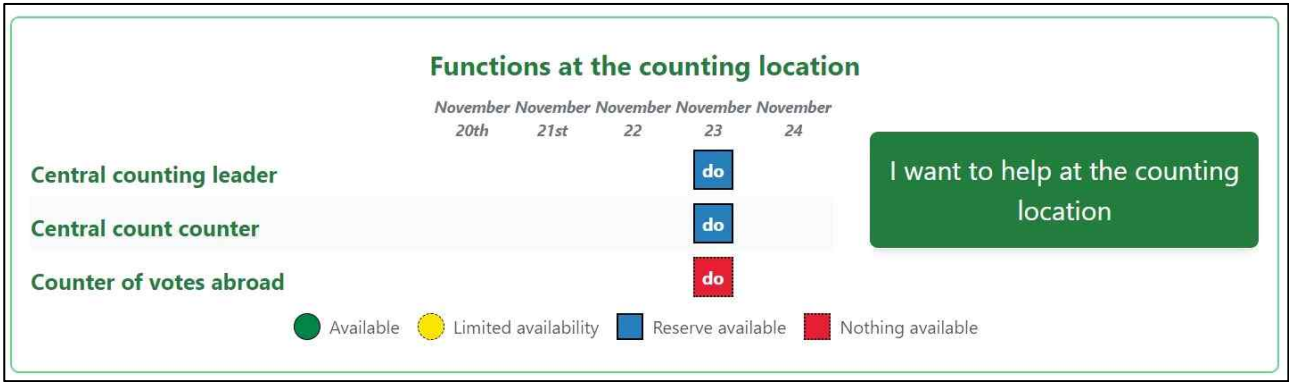 Functions at the counting location
November November November November November
20th 21st 22 23 24
Central counting leader do
Central count counter do
Counter of votes abroad do
I want to help at the counting
location
Available Limited availability Reserve available Nothing available